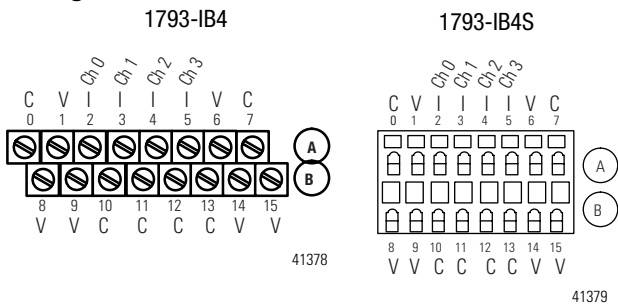 1793-IB4
Ch 0 Ch 1 Ch 2 Ch 3
C V I I I I V C
0 1 2 3 4 5 6 7
A
B
8 9 10 11 12 13 14 15
V V C C C C V V
41378
1793-IB4S
Ch 0 Ch 1 Ch 2 Ch 3
C V I I I I V C
0 1 2 3 4 5 6 7
A
B
8 9 10 11 12 13 14 15
V V C C C C V V
41379